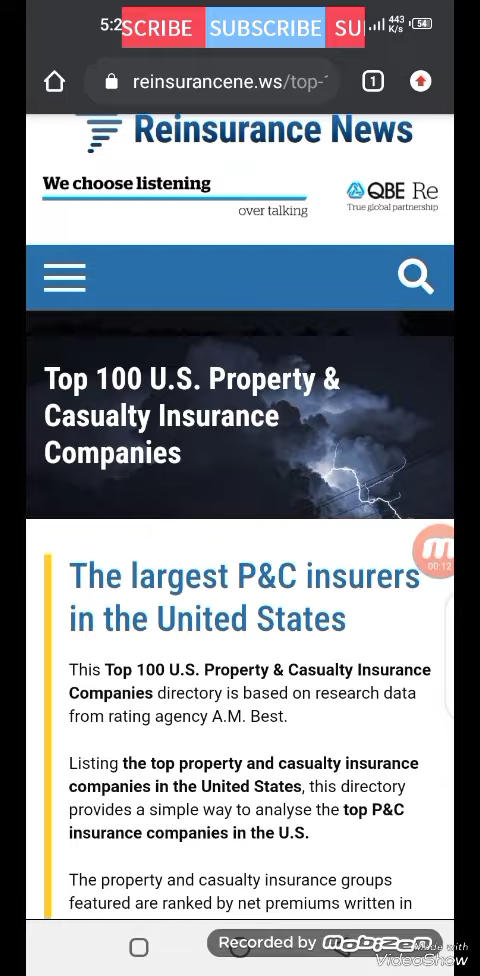 5:2
SCRIBE SUBSCRIBE SU
443
K/s
54
reinsurancene.ws/top-
1
Reinsurance News
We choose listening
over talking
QBE Re
True global partnership
Top 100 U.S. Property &
Casualty Insurance
Companies
The largest P&C insurers
in the United States
00:12
This Top 100 U.S. Property & Casualty Insurance
Companies directory is based on research data
from rating agency A.M. Best.
Listing the top property and casualty insurance
companies in the United States, this directory
provides a simple way to analyse the top P&C
insurance companies in the U.S.
The property and casualty insurance groups
featured are ranked by net premiums written in
Recorded by mobizen
Made with
VideoShow